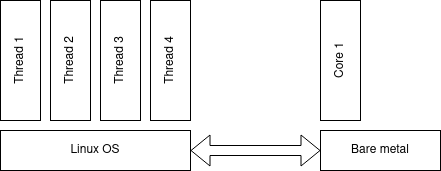 Thread 1
Thread 2
Thread 3
Thread 4
Core 1
Linux OS
Bare metal